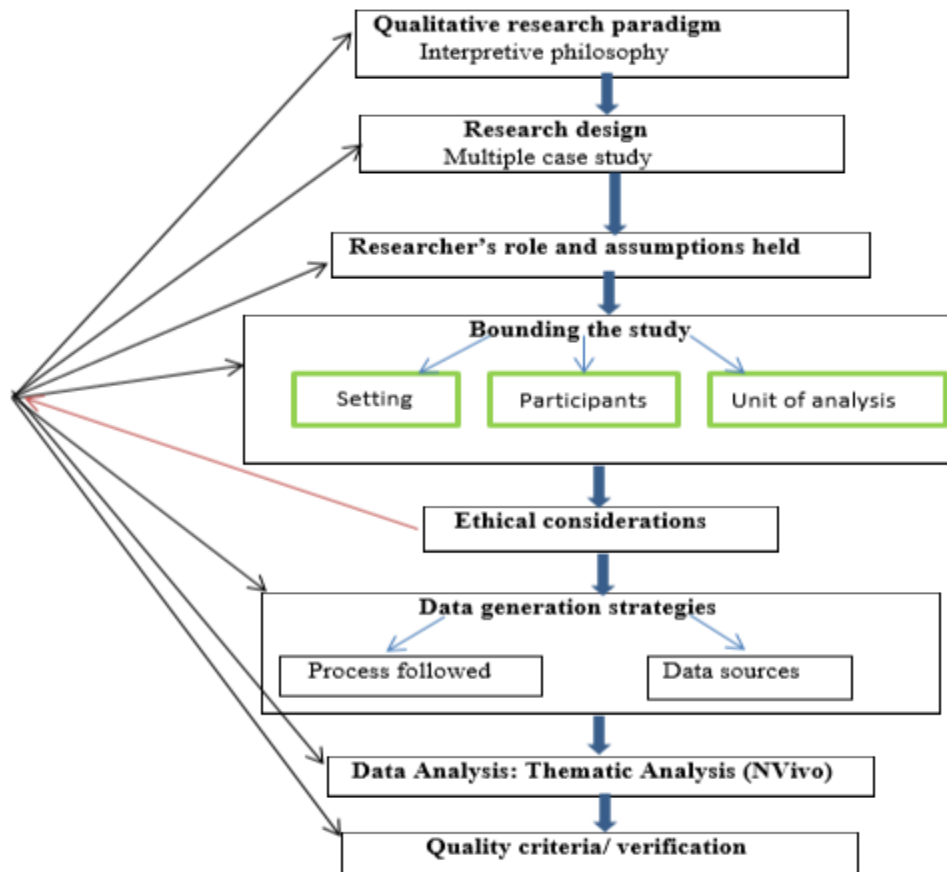 Qualitative research paradigm
Interpretive philosophy
Research design
Multiple case study
Researcher's role and assumptions held
Bounding the study
Setting
Participants
Unit of analysis
Ethical considerations
Data generation strategies
Process followed
Data sources
Data Analysis: Thematic Analysis (NVivo)
Quality criteria/ verification